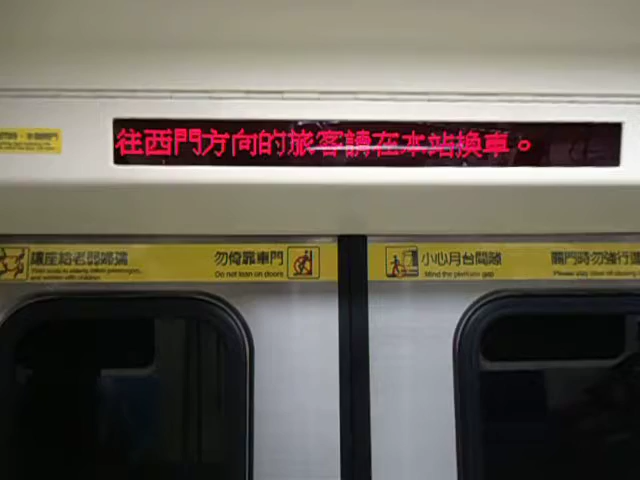 往西門方向的旅客請在本站換車。
讓座給老弱婦孺
勿倚靠車門
Do not lean on doors
小心月台間隙
Mind the platform gap
關門時勿強行